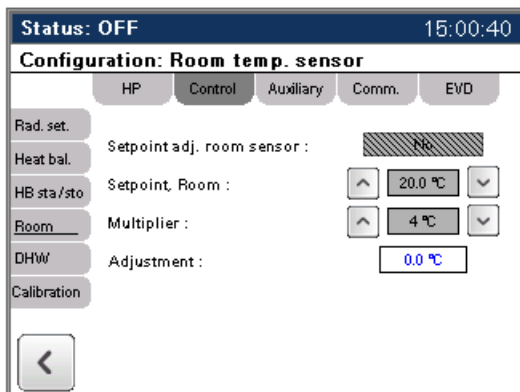 Status: OFF 15:00:40
Configuration: Room temp. sensor
HP Control Auxiliary Comm. EVD
Rad. set.
Heat bal.
HB sta/sto
Room
DHW
Calibration
Setpoint adj. room sensor : No
Setpoint, Room : 20.0 °C
Multiplier : 4 °C
Adjustment : 0.0 °C